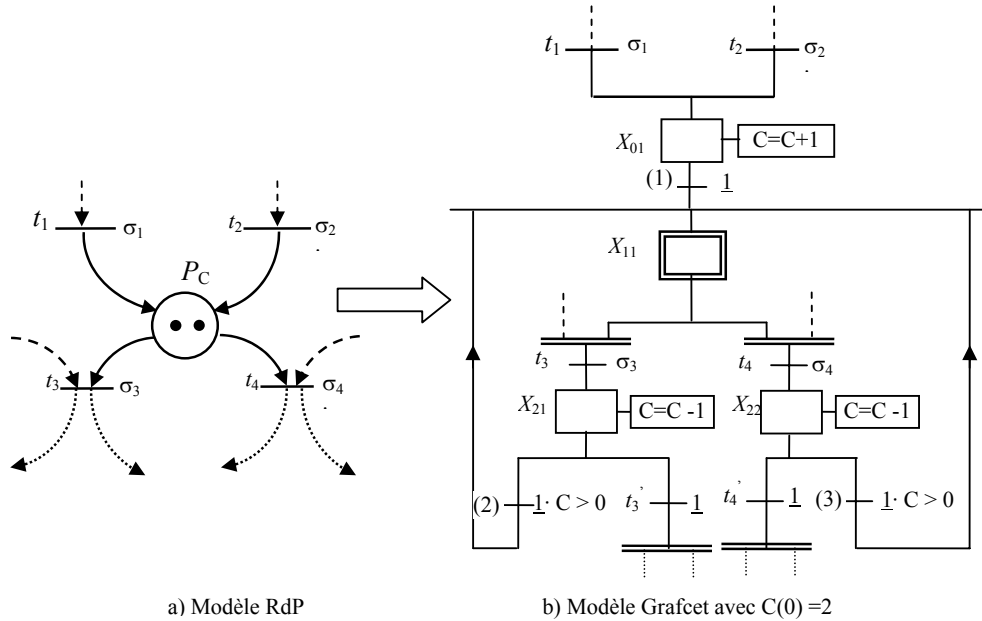 t₁ σ₁ t₂ σ₂
X₀₁ C=C+1
(1) 1
t₁ σ₁ t₂ σ₂
X₁₁
P_C
t₃ σ₃ t₄ σ₄
t₃ σ₃ t₄ σ₄
X₂₁ C=C -1 X₂₂ C=C -1
(2) 1· C > 0 t₃’ 1 t₄’ 1 (3) 1· C > 0
a) Modèle RdP b) Modèle Grafcet avec C(0) =2